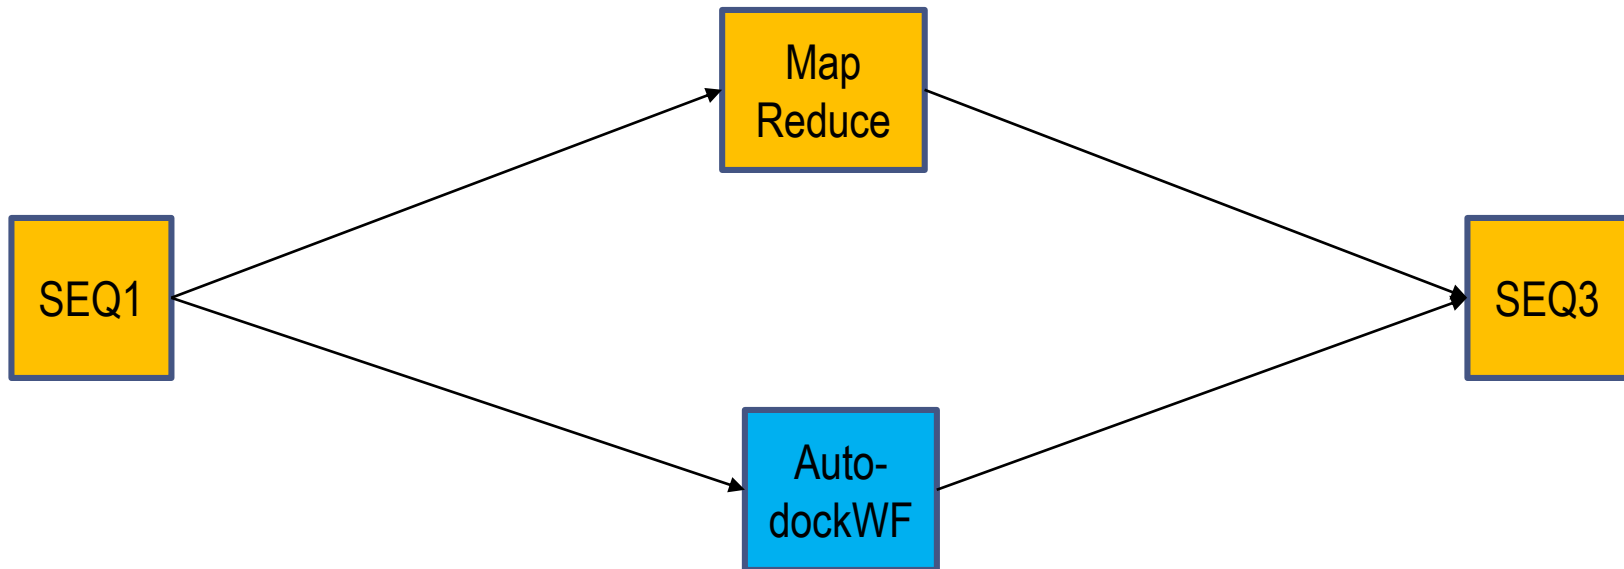 Map
Reduce
SEQ1
SEQ3
Auto-
dockWF